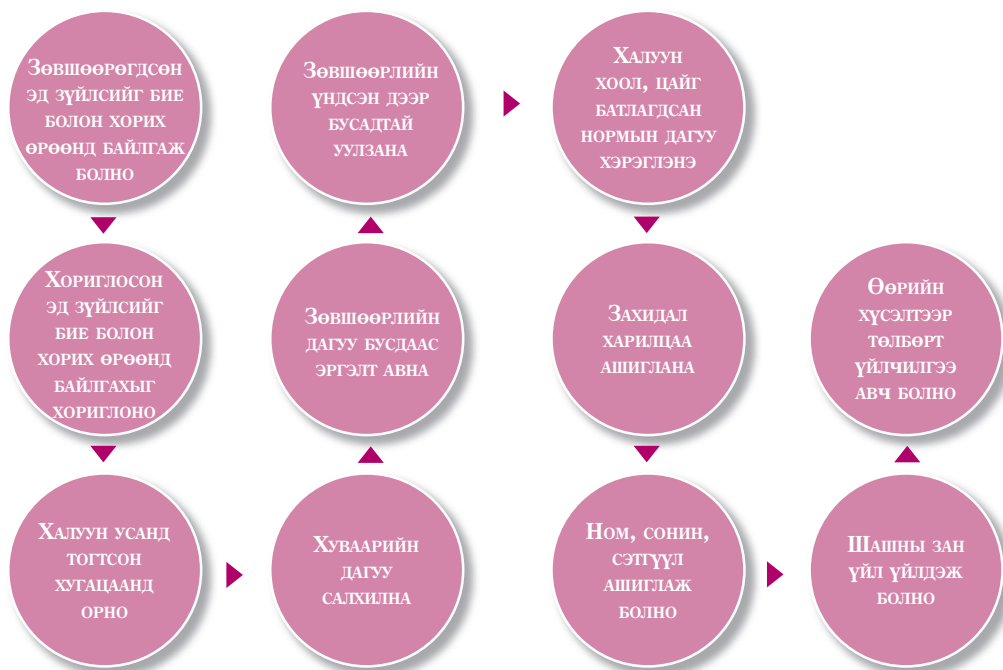 Зөвшөөрөгдсөн
эд зүйлсийг бие
болон хорих
өрөөнд байлгаж
болно
Хориглосон
эд зүйлсийг
бие болон
хорих өрөөнд
байлгахыг
хориглоно
Халуун усанд
тогтсон
хугацаанд
орно
Хуваарийн
дагуу
салхилна
Зөвшөөрлийн
дагуу бусдаас
эргэлт авна
Зөвшөөрлийн
үндсэн дээр
бусадтай
уулзана
Халуун
хоол, цайг
батлагдсан
нормын дагуу
хэрэглэнэ
Захидал
харилцаа
ашиглана
Ном, сонин,
сэтгүүл
ашиглаж
болно
Шашны зан
үйл үйлдэж
болно
Өөрийн
хүсэлтээр
төлбөрт
үйлчилгээ
авч болно